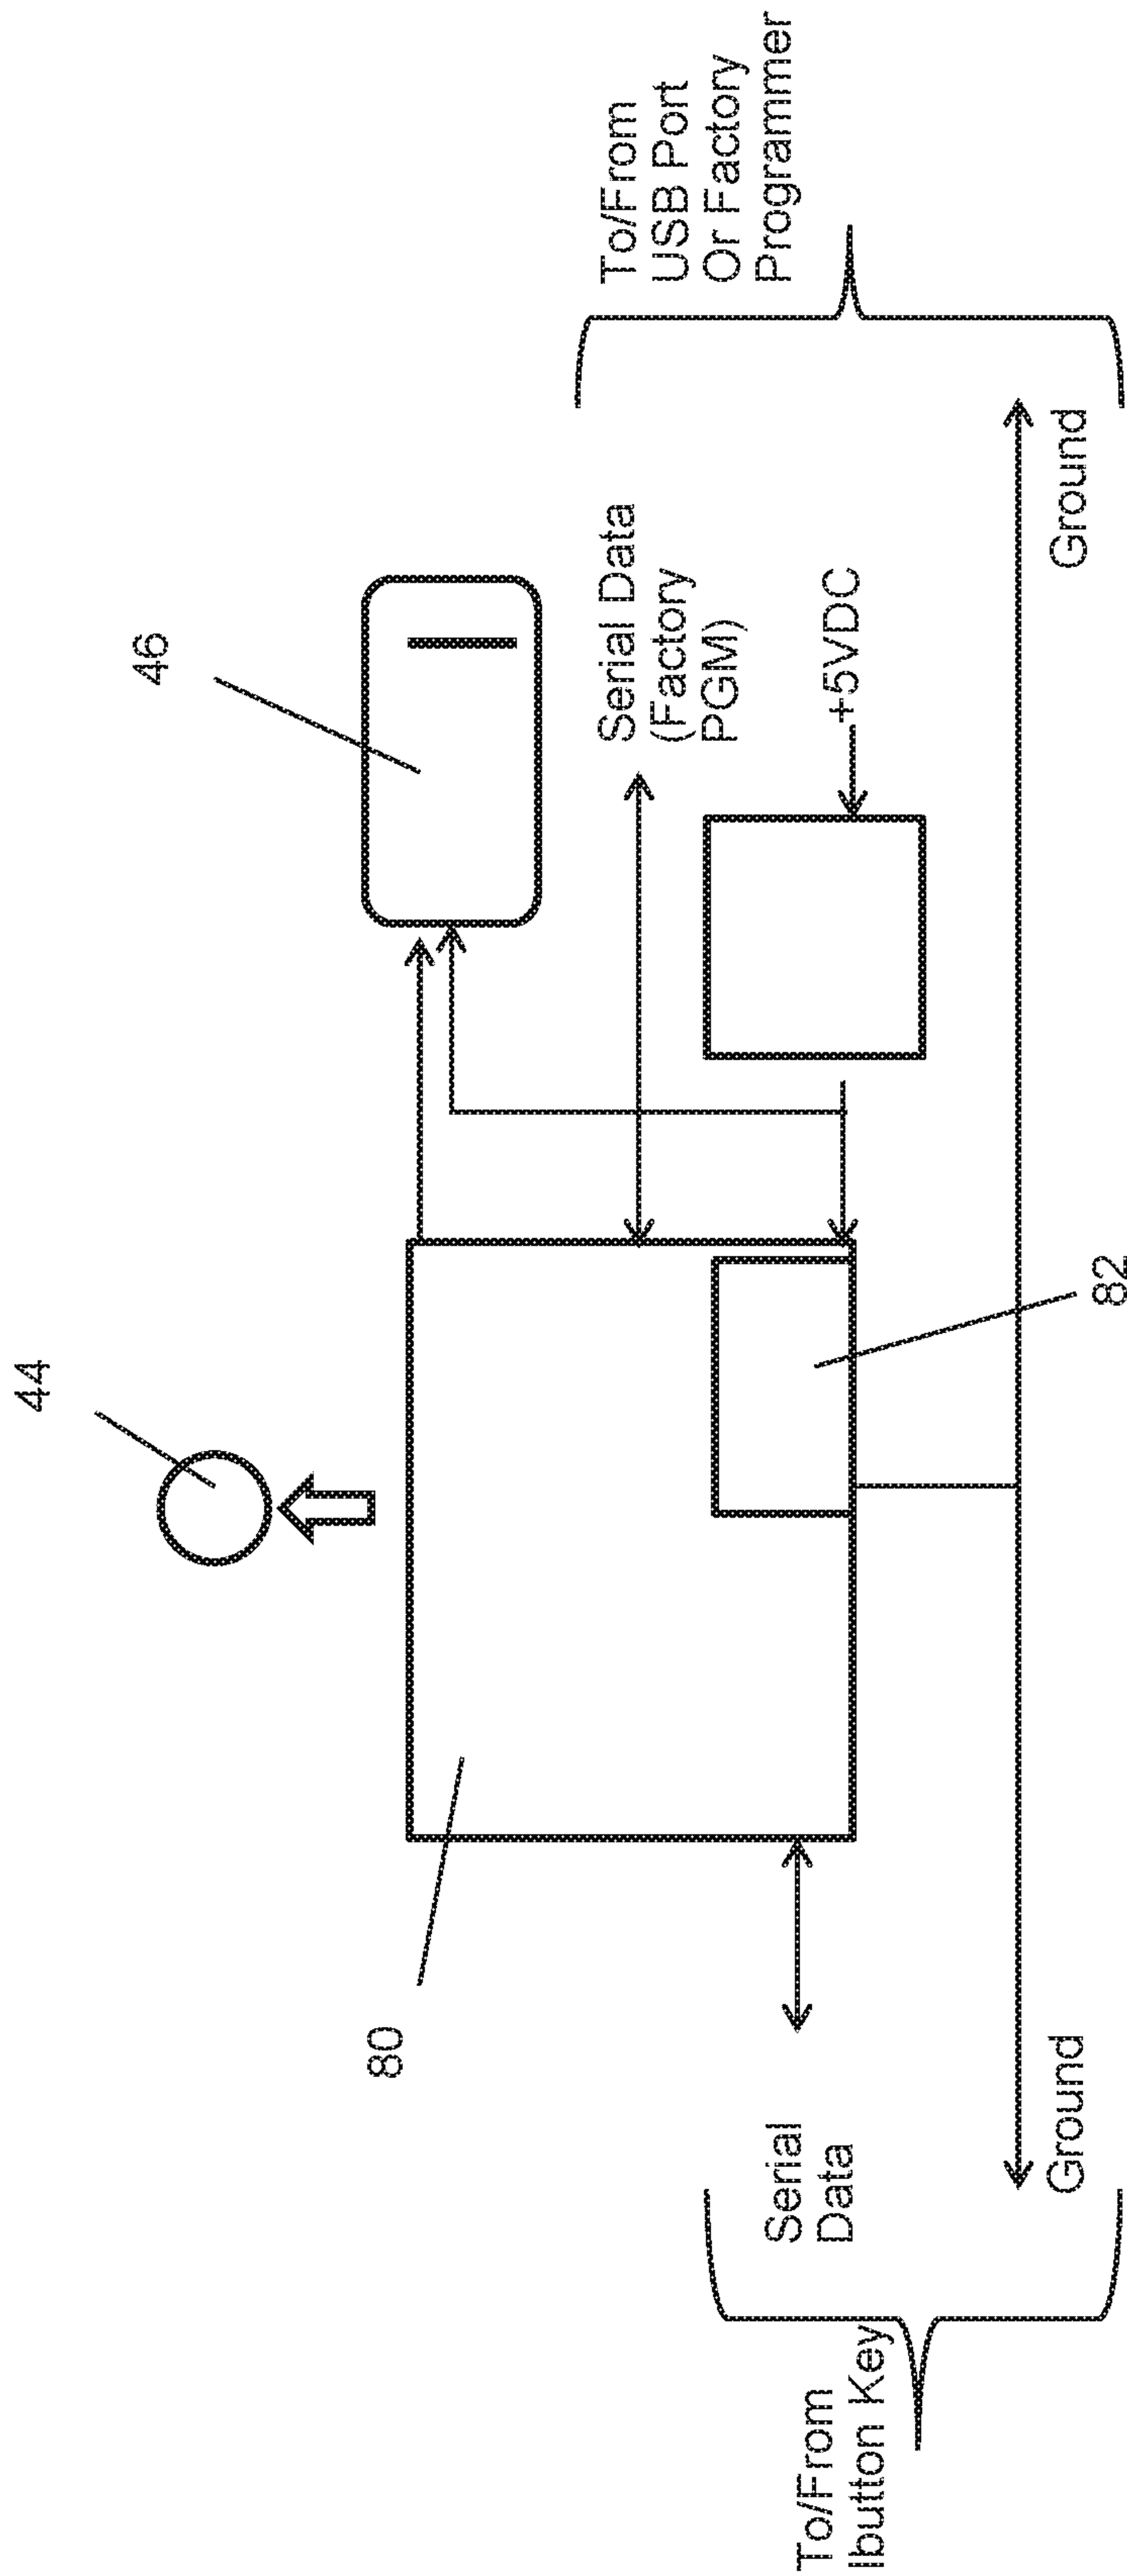 44
46
80
To/From
USB Port
Or Factory
Programmer
Serial Data
(Factory
PGM)
+5VDC
Serial
Data
To/From
Ibutton Key
Ground
Ground
82